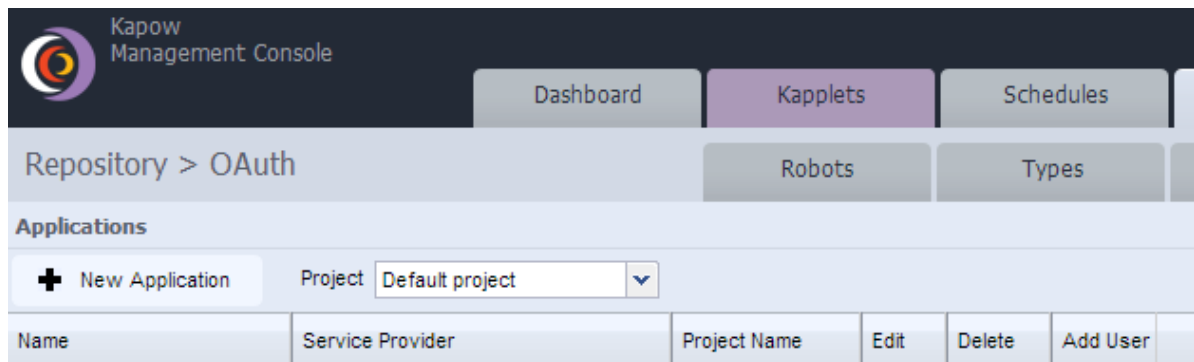 Kapow
Management Console
Dashboard Kapplets Schedules
Repository > OAuth Robots Types
Applications
New Application Project Default project
Name Service Provider Project Name Edit Delete Add User